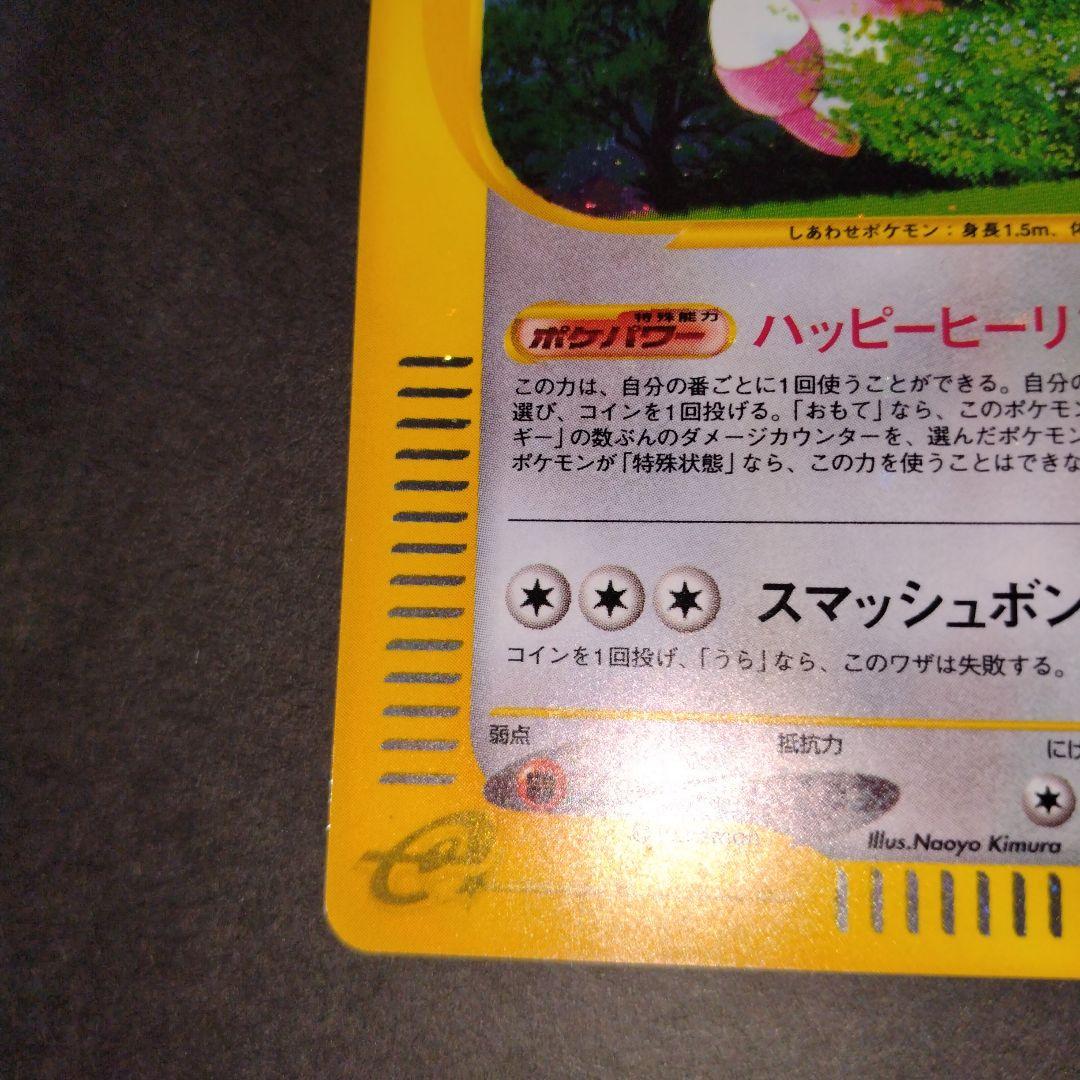 しあわせポケモン：身長1.5m、体
特殊能力
ポケパワー ハッピーヒーリ
この力は、自分の番ごとに1回使うことができる。自分の
選び、コインを1回投げる。「おもて」なら、このポケモン
ギー」の数ぶんのダメージカウンターを、選んだポケモン
ポケモンが「特殊状態」なら、この力を使うことはできな
スマッシュボン
コインを1回投げ、「うら」なら、このワザは失敗する。
弱点 抵抗力 にげ
Illus.Naoyo Kimura